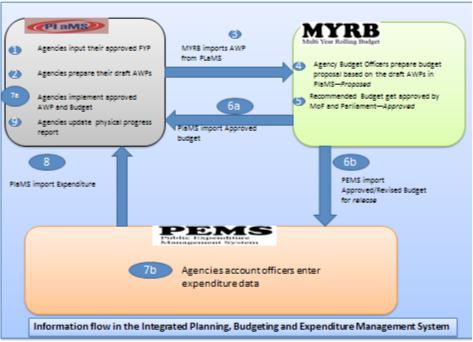 PlaMS
1 Agencies input their approved FYP
2 Agencies prepare their draft AWPs
7a Agencies implement approved
AWP and Budget
9 Agencies update physical progress
report
3
MYRB imports AWP
from PLaMS
6a
PlaMS import Approved
budget
MYRB
Multi Year Rolling Budget
4 Agency Budget Officers prepare budget
proposal based on the draft AWPs in
PlaMS—Proposed
5 Recommended Budget get approved by
MoF and Parliament—Approved
8
PlaMS import Expenditure
6b
PEMS import
Approved/Revised Budget
for release
PEMS
Public Expenditure
Management System
7b Agencies account officers enter
expenditure data
Information flow in the Integrated Planning, Budgeting and Expenditure Management System